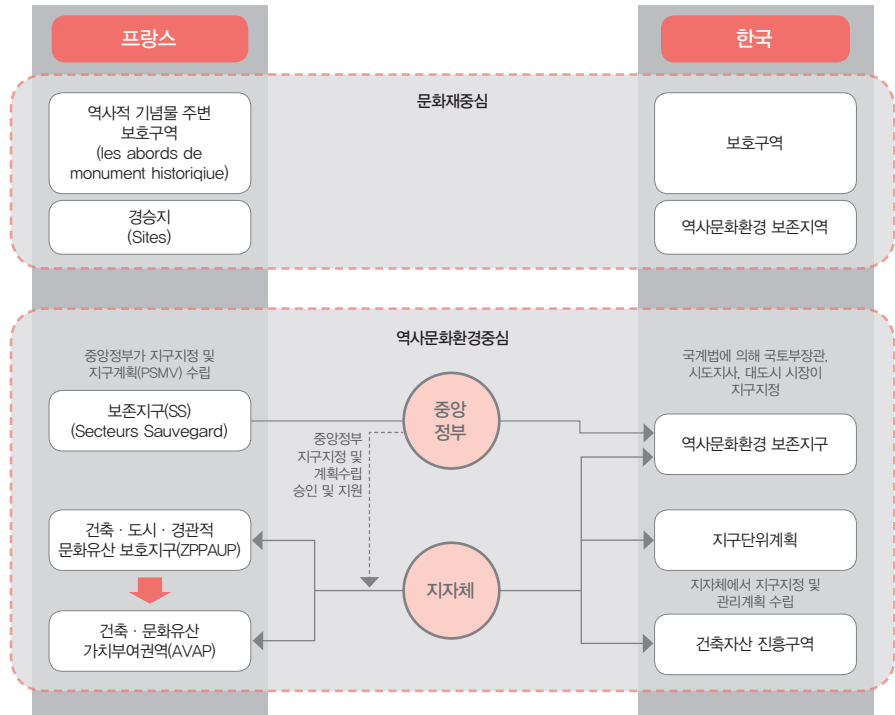 프랑스
한국
문화재중심
역사적 기념물 주변
보호구역
(les abords de
monument historiqiue)
보호구역
경승지
(Sites)
역사문화환경 보존지역
역사문화환경중심
중앙정부가 지구지정 및
지구계획(PSMV) 수립
국계법에 의해 국토부장관,
시도지사, 대도시 시장이
지구지정
보존지구(SS)
(Secteurs Sauvegard)
중앙
정부
역사문화환경 보존지구
중앙정부
지구지정 및
계획수립
승인 및 지원
건축 · 도시 · 경관적
문화유산 보호지구(ZPPAUP)
지구단위계획
지자체
지자체에서 지구지정 및
관리계획 수립
건축 · 문화유산
가치부여권역(AVAP)
건축자산 진흥구역